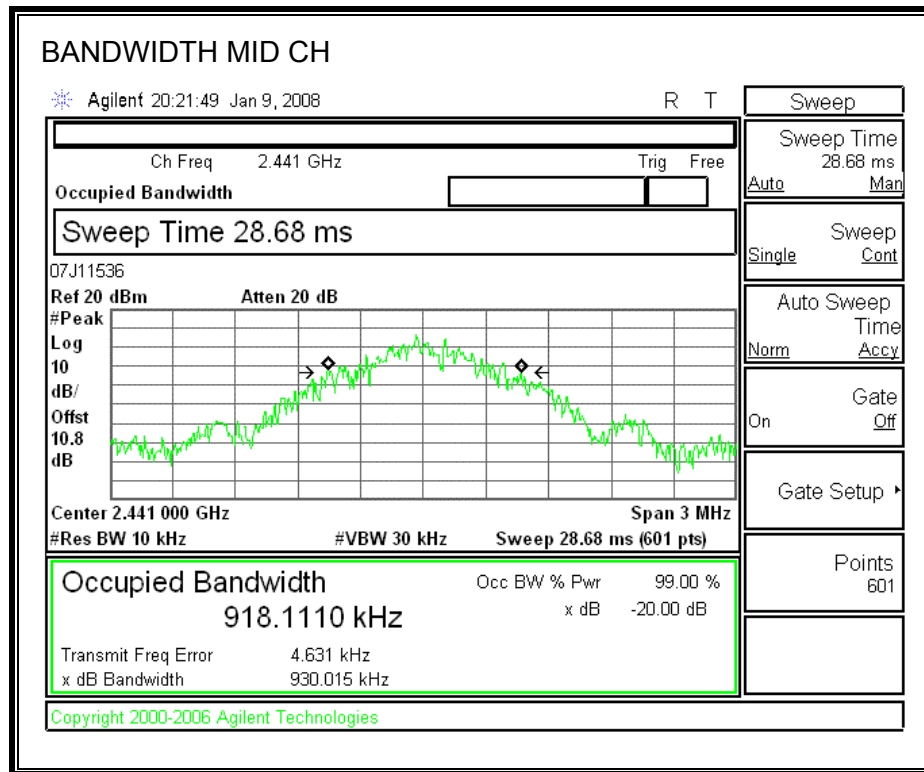 BANDWIDTH MID CH
Agilent 20:21:49 Jan 9, 2008 R T
Ch Freq 2.441 GHz Trig Free
Occupied Bandwidth
Sweep Time 28.68 ms
07J11536
Ref 20 dBm Atten 20 dB
#Peak
Log
10
dB/
Offst
10.8
dB
Center 2.441 000 GHz Span 3 MHz
#Res BW 10 kHz #VBW 30 kHz Sweep 28.68 ms (601 pts)
Occupied Bandwidth Occ BW % Pwr 99.00 %
918.1110 kHz x dB -20.00 dB
Transmit Freq Error 4.631 kHz
x dB Bandwidth 930.015 kHz
Copyright 2000-2006 Agilent Technologies
Sweep
Sweep Time
28.68 ms
Auto Man
Sweep
Single Cont
Auto Sweep
Time
Norm Accy
Gate
On Off
Gate Setup
Points
601